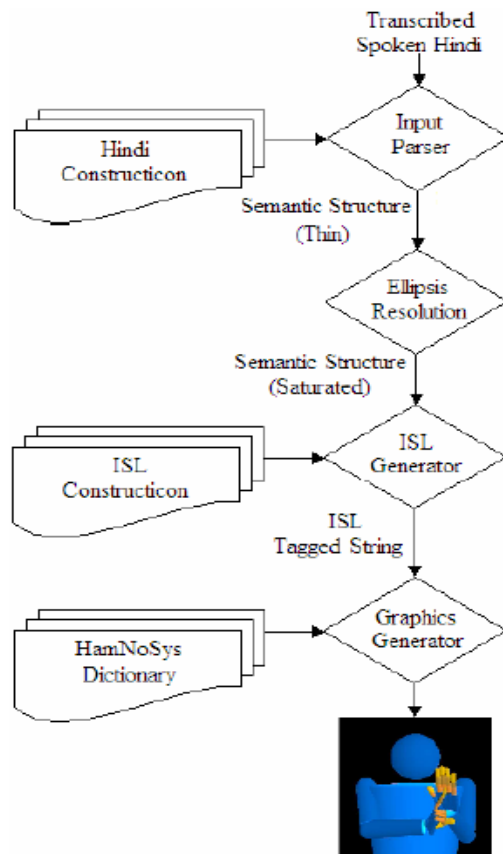 Transcribed
Spoken Hindi
Input
Parser
Hindi
Constructicon
Semantic Structure
(Thin)
Ellipsis
Resolution
Semantic Structure
(Saturated)
ISL
Generator
ISL
Constructicon
ISL
Tagged String
Graphics
Generator
HamNoSys
Dictionary